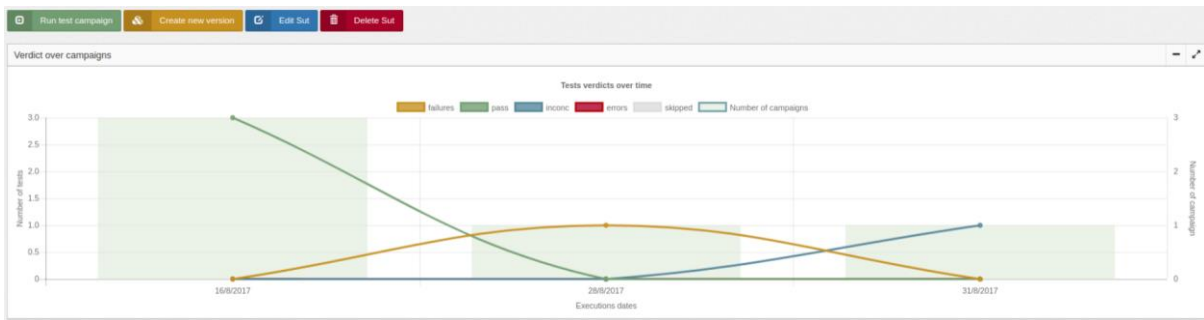 Run test campaign Create new version Edit Sut Delete Sut
Verdict over campaigns
Tests verdicts over time
failures pass inconc errors skipped Number of campaigns
3.0 3
2.5
2.0 2
1.5
1.0 1
0.5
0 0
Number of tests
Number of campaign
16/8/2017 28/8/2017 31/8/2017
Executions dates